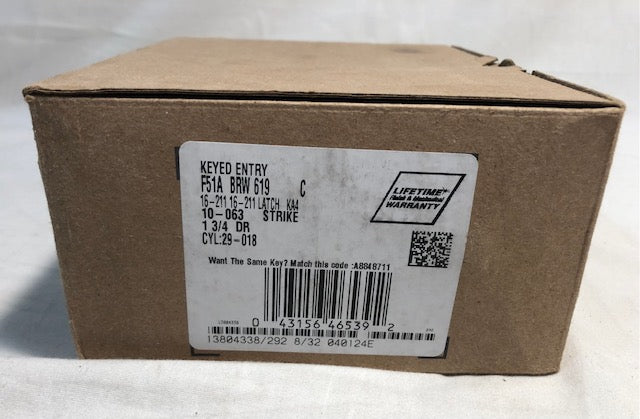 KEYED ENTRY
F51A BRW 619 C
16-211 16-211 LATCH KA4
10-063 STRIKE
1 3/4 DR
CYL:29-018
LIFETIME
Finish & Mechanical
WARRANTY
Want The Same Key? Match this code :A8848711
0 43156 46539 2
13804338/292 8/32 040124E